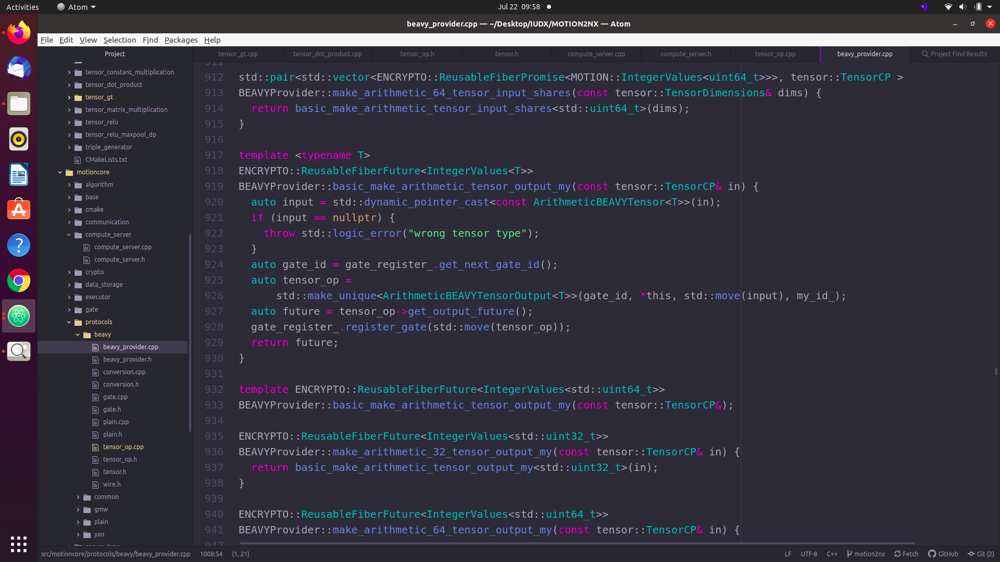 Activities
Atom
Jul 22 09:58
beavy_provider.cpp — ~/Desktop/IUDX/MOTION2NX — Atom
File Edit View Selection Find Packages Help
Project
tensor_gt.cpp
tensor_dot_product.cpp
tensor_op.h
tensor.h
compute_server.cpp
compute_server.h
tensor_op.cpp
beavy_provider.cpp
Project Find Results
tensor_constant_multiplication
tensor_dot_product
tensor_gt
tensor_matrix_multiplication
tensor_relu
tensor_relu_maxpool_dp
triple_generator
CMakeLists.txt
motioncore
algorithm
base
cmake
communication
compute_server
compute_server.cpp
compute_server.h
crypto
data_storage
executor
gate
protocols
beavy
beavy_provider.cpp
beavy_provider.h
conversion.cpp
conversion.h
gate.cpp
gate.h
plain.cpp
plain.h
tensor_op.cpp
tensor_op.h
tensor.h
wire.h
common
gmw
plain
yao
911
912 std::pair<std::vector<ENCRYPTO::ReusableFiberPromise<MOTION::IntegerValues<uint64_t>>>, tensor::TensorCP >
913 BEAVYProvider::make_arithmetic_64_tensor_input_shares(const tensor::TensorDimensions& dims) {
914   return basic_make_arithmetic_tensor_input_shares<std::uint64_t>(dims);
915 }
916
917 template <typename T>
918 ENCRYPTO::ReusableFiberFuture<IntegerValues<T>>
919 BEAVYProvider::basic_make_arithmetic_tensor_output_my(const tensor::TensorCP& in) {
920   auto input = std::dynamic_pointer_cast<const ArithmeticBEAVYTensor<T>>(in);
921   if (input == nullptr) {
922     throw std::logic_error("wrong tensor type");
923   }
924   auto gate_id = gate_register_.get_next_gate_id();
925   auto tensor_op =
926       std::make_unique<ArithmeticBEAVYTensorOutput<T>>(gate_id, *this, std::move(input), my_id_);
927   auto future = tensor_op->get_output_future();
928   gate_register_.register_gate(std::move(tensor_op));
929   return future;
930 }
931
932 template ENCRYPTO::ReusableFiberFuture<IntegerValues<std::uint64_t>>
933 BEAVYProvider::basic_make_arithmetic_tensor_output_my(const tensor::TensorCP&);
934
935 ENCRYPTO::ReusableFiberFuture<IntegerValues<std::uint32_t>>
936 BEAVYProvider::make_arithmetic_32_tensor_output_my(const tensor::TensorCP& in) {
937   return basic_make_arithmetic_tensor_output_my<std::uint32_t>(in);
938 }
939
940 ENCRYPTO::ReusableFiberFuture<IntegerValues<std::uint64_t>>
941 BEAVYProvider::make_arithmetic_64_tensor_output_my(const tensor::TensorCP& in) {
942
src/motioncore/protocols/beavy/beavy_provider.cpp 1008:54 (1, 21)
LF UTF-8 C++ motion2nx Fetch GitHub Git (2)